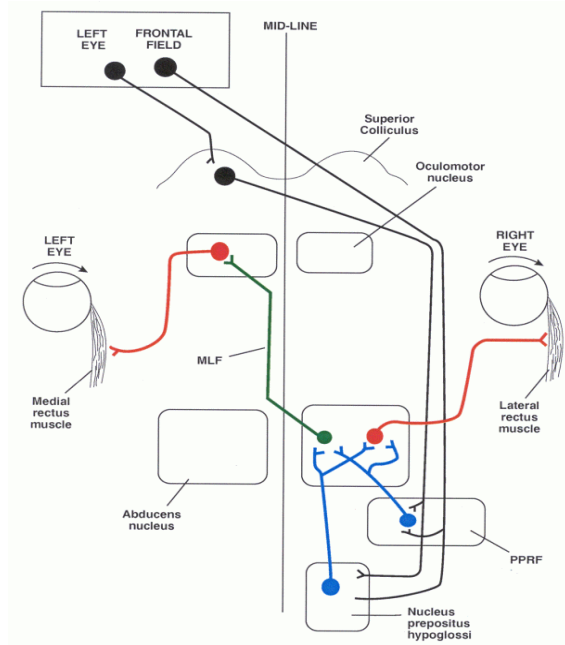 MID-LINE
LEFT
EYE
FRONTAL
FIELD
Superior
Colliculus
Oculomotor
nucleus
LEFT
EYE
RIGHT
EYE
MLF
Medial
rectus
muscle
Lateral
rectus
muscle
Abducens
nucleus
PPRF
Nucleus
prepositus
hypoglossi